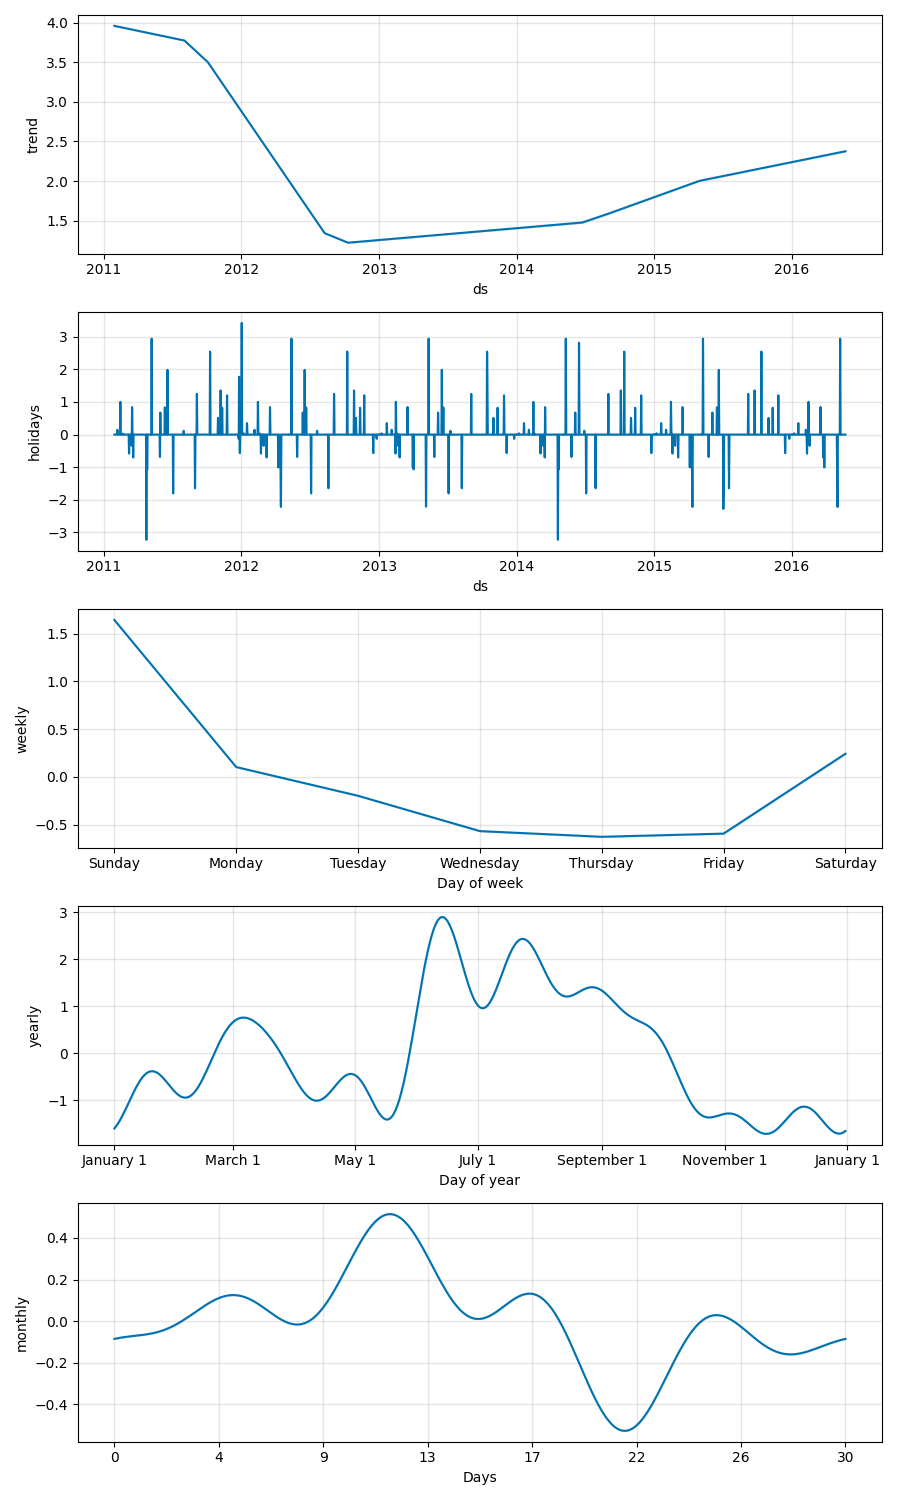 4.0
3.5
3.0
2.5
2.0
1.5
trend
2011 2012 2013 2014 2015 2016
ds
3
2
1
0
−1
−2
−3
holidays
2011 2012 2013 2014 2015 2016
ds
1.5
1.0
0.5
0.0
−0.5
weekly
Sunday Monday Tuesday Wednesday Thursday Friday Saturday
Day of week
3
2
1
0
−1
yearly
January 1 March 1 May 1 July 1 September 1 November 1 January 1
Day of year
0.4
0.2
0.0
−0.2
−0.4
monthly
0 4 9 13 17 22 26 30
Days